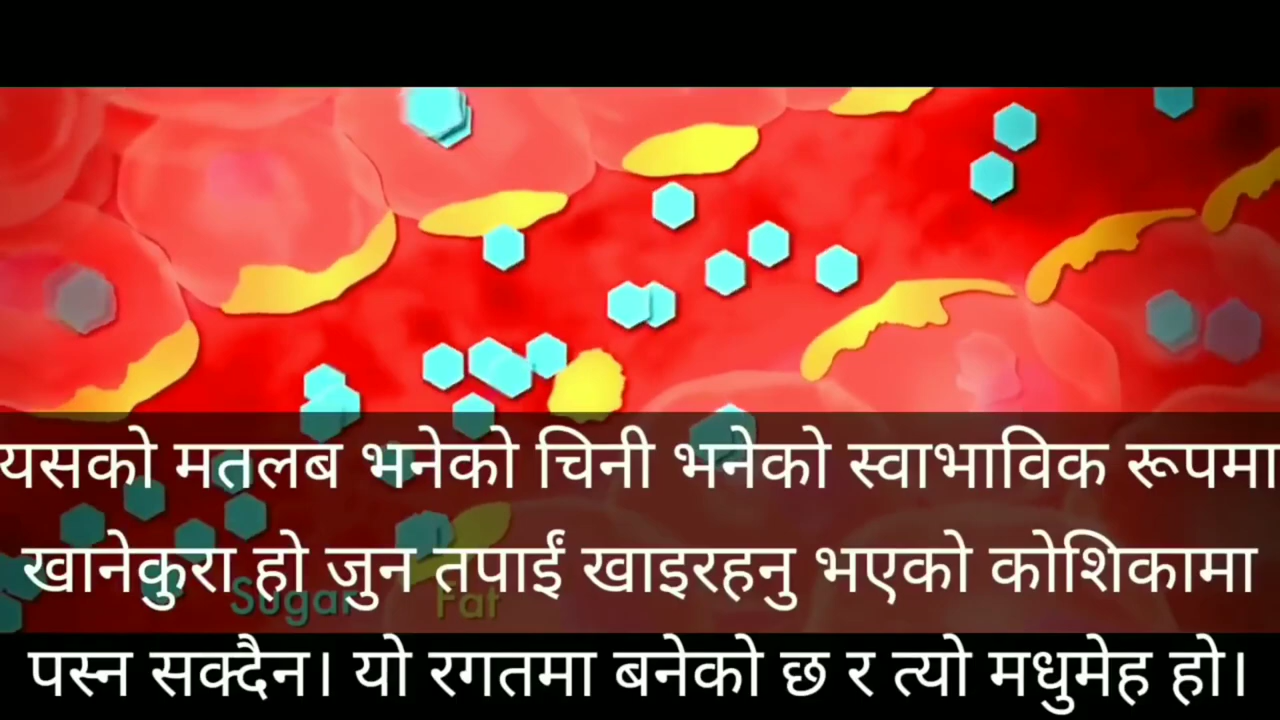 यसको मतलब भनेको चिनी भनेको स्वाभाविक रूपमा
खानेकुरा हो जुन तपाईं खाइरहनु भएको कोशिकामा
Sugar Fat
पस्न सक्दैन। यो रगतमा बनेको छ र त्यो मधुमेह हो।